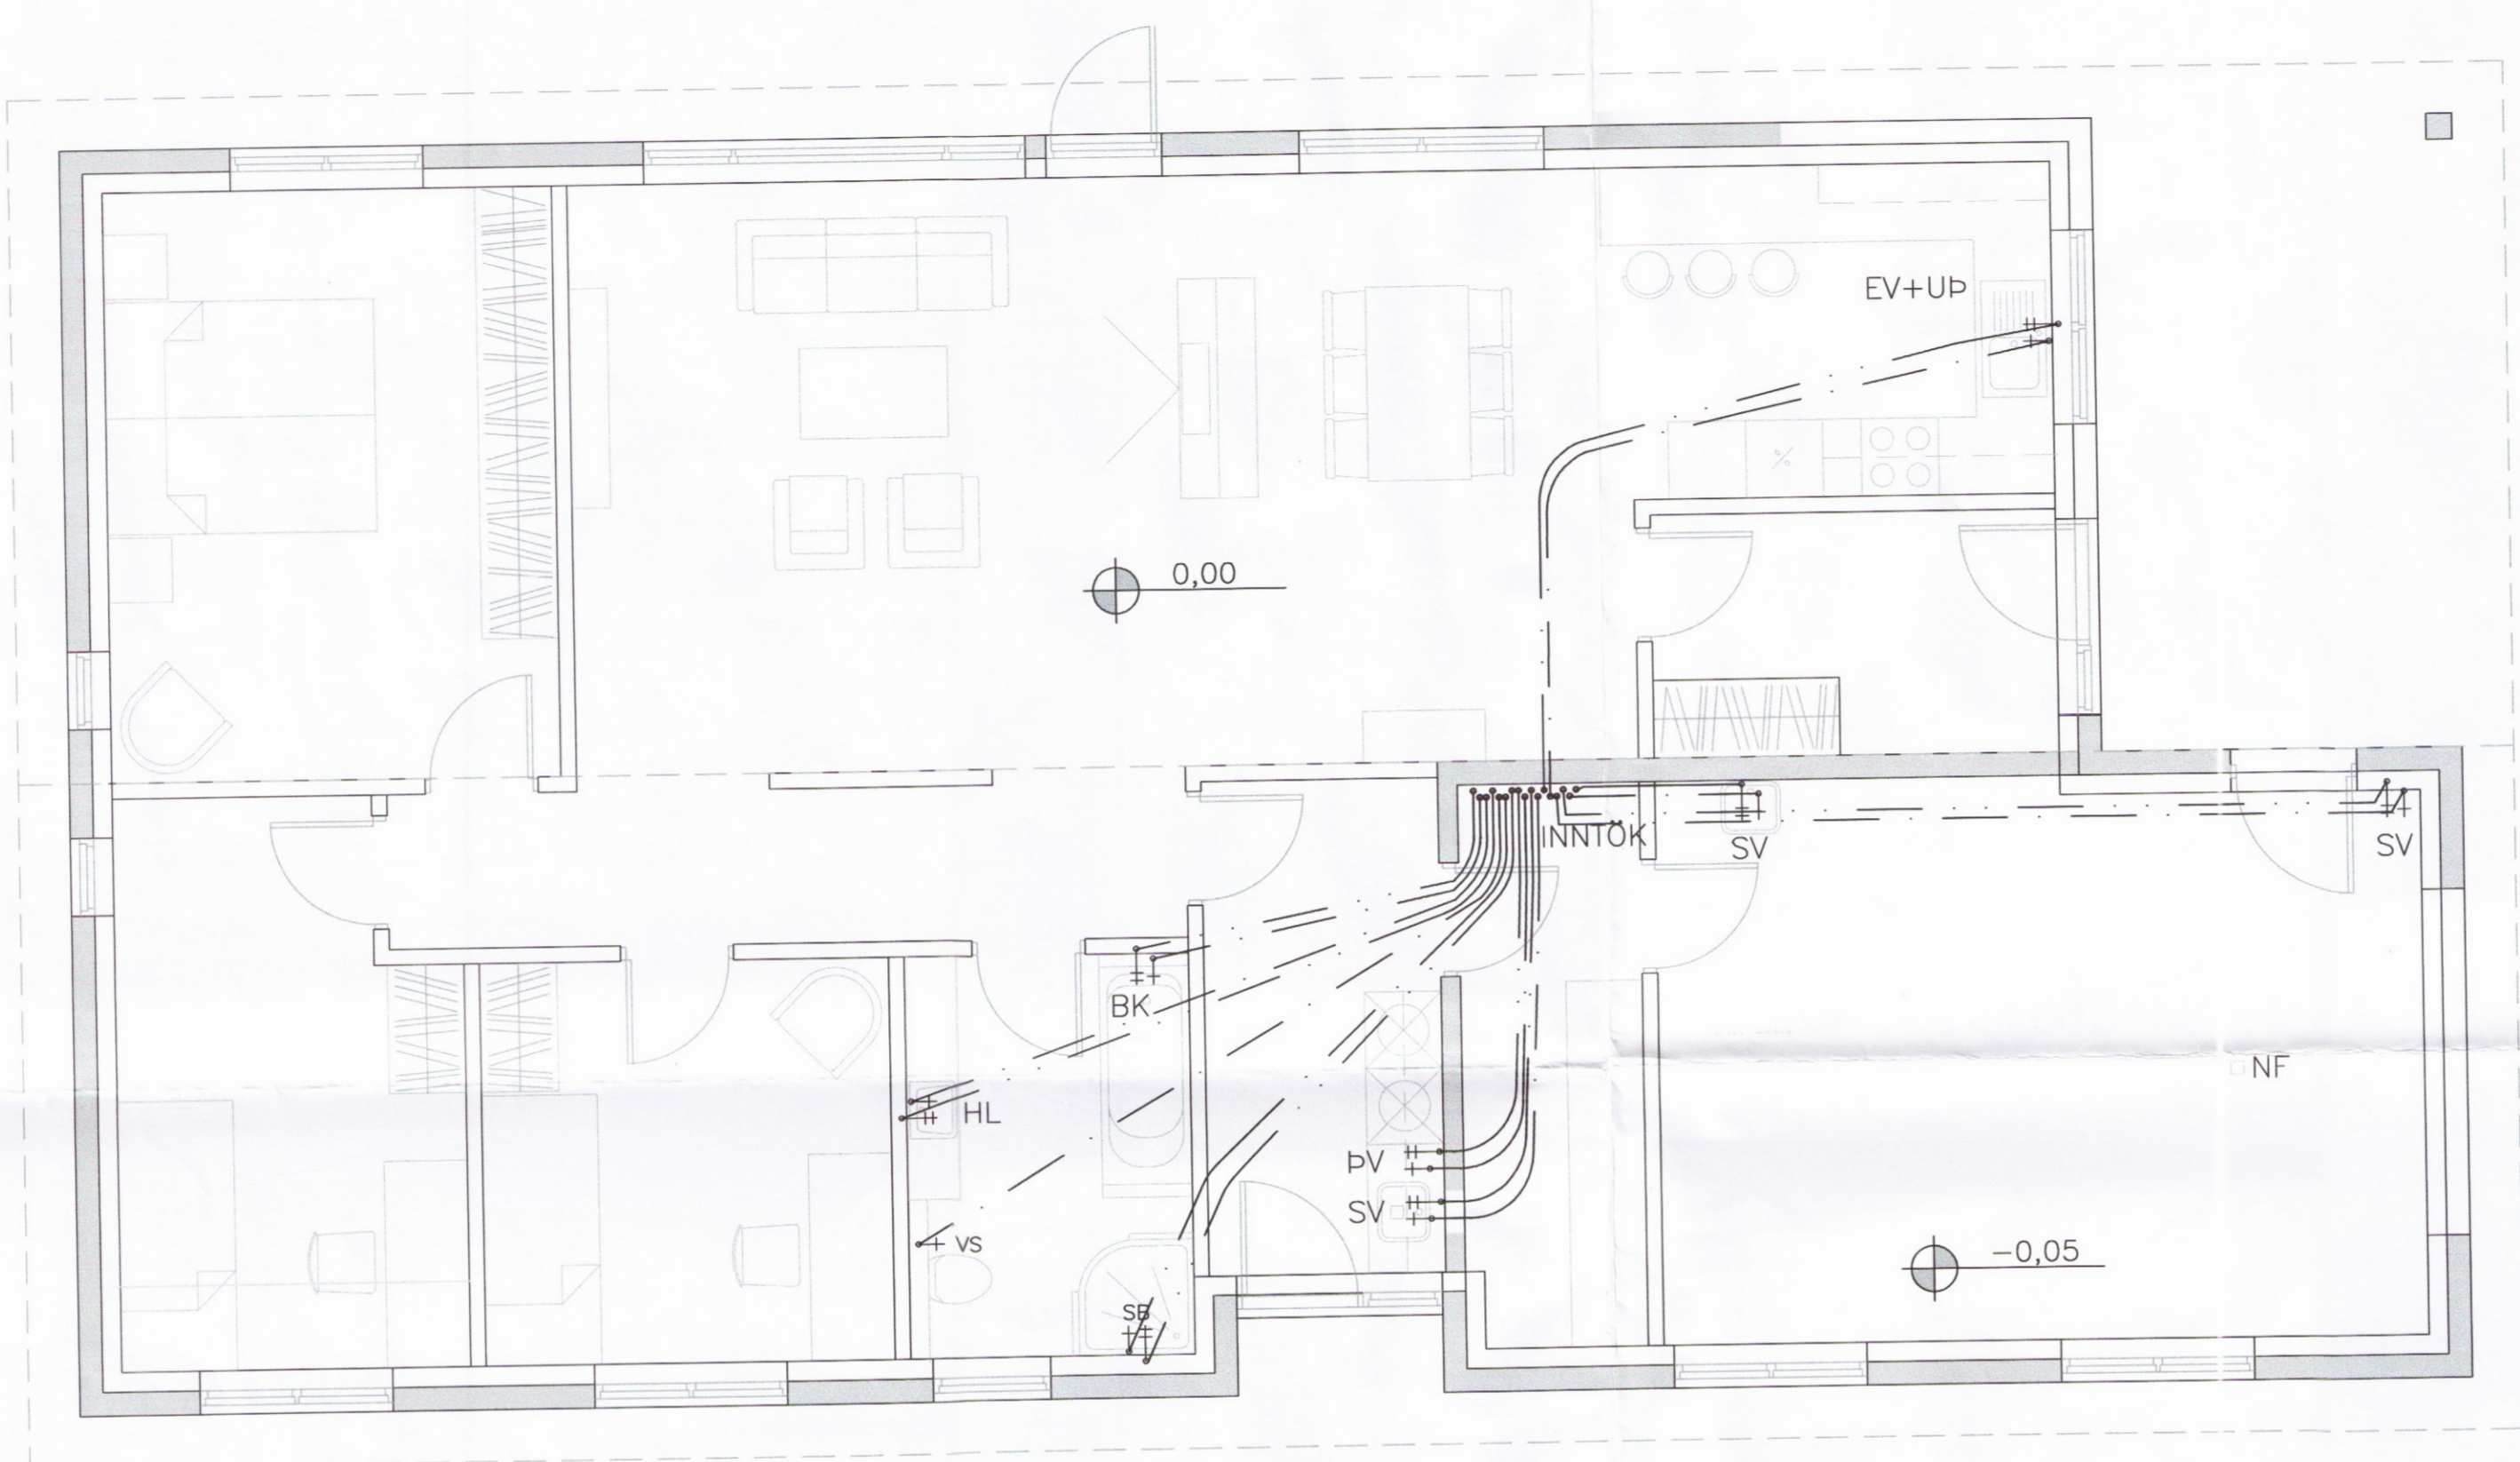 EV+UÞ
0,00
INNTÖK
SV
SV
BK
NF
HL
ÞV
SV
VS
-0,05
SB